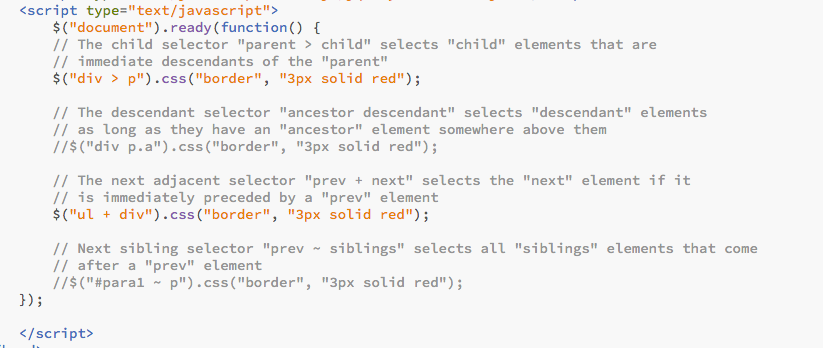 <script type="text/javascript">
$("document").ready(function() {
// The child selector "parent > child" selects "child" elements that are
// immediate descendants of the "parent"
$("div > p").css("border", "3px solid red");
// The descendant selector "ancestor descendant" selects "descendant" elements
// as long as they have an "ancestor" element somewhere above them
//$("div p.a").css("border", "3px solid red");
// The next adjacent selector "prev + next" selects the "next" element if it
// is immediately preceded by a "prev" element
$("ul + div").css("border", "3px solid red");
// Next sibling selector "prev ~ siblings" selects all "siblings" elements that come
// after a "prev" element
//$("#para1 ~ p").css("border", "3px solid red");
});
</script>